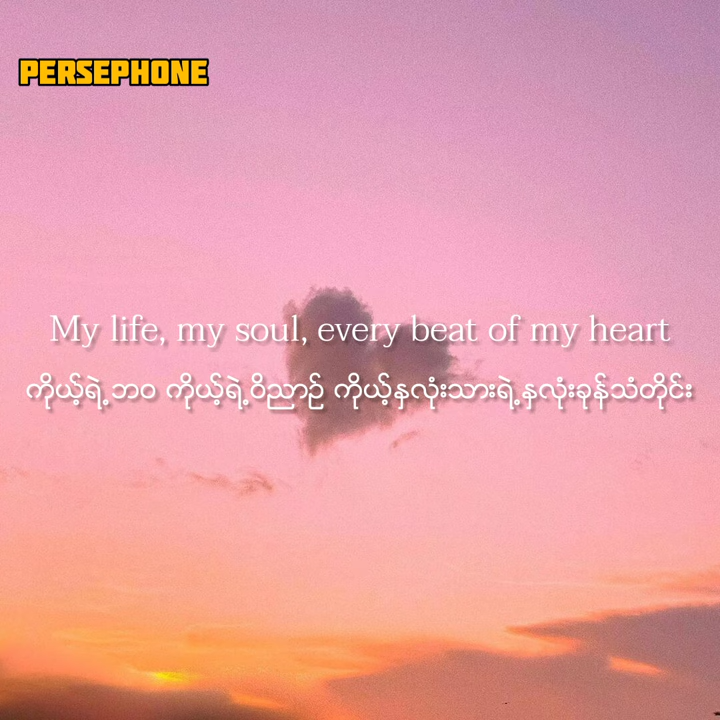 PERSEPHONE
My life, my soul, every beat of my heart
ကိုယ့်ရဲ့ဘဝ ကိုယ့်ရဲ့ဝိညာဉ် ကိုယ့်နှလုံးသားရဲ့နှလုံးခုန်သံတိုင်း